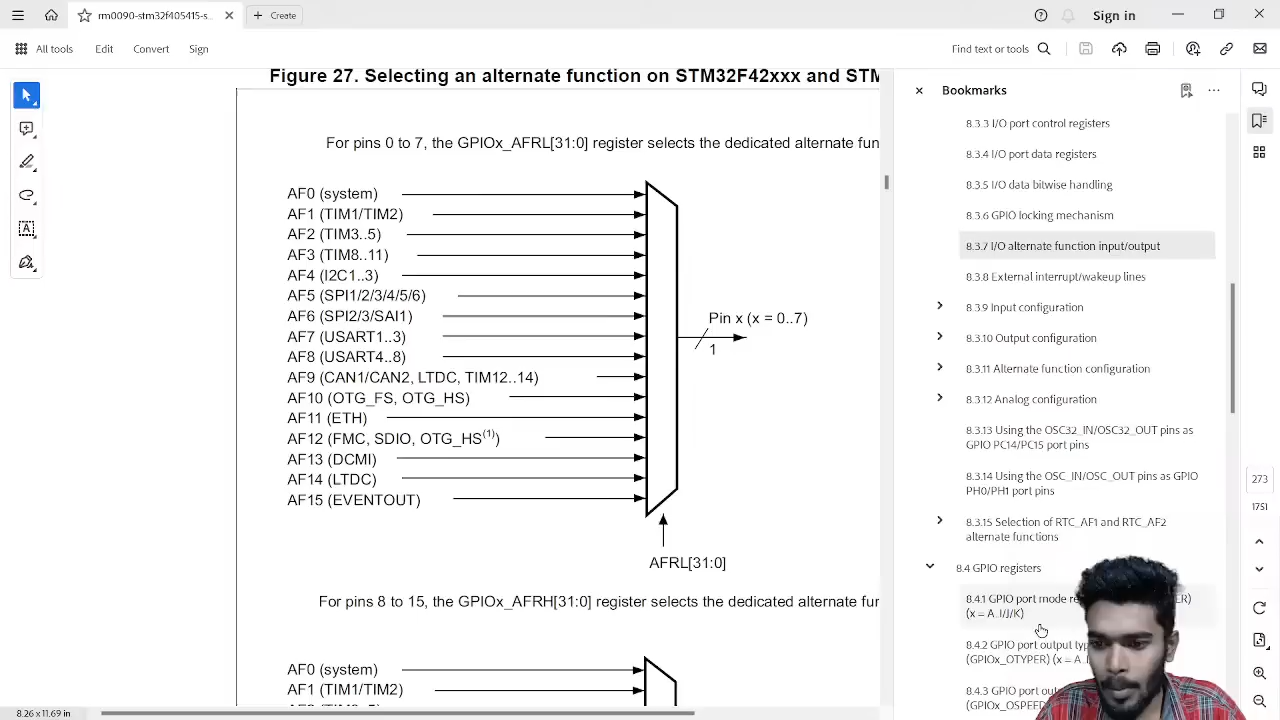 rm0090-stm32f405415-s...
Create
Sign in
All tools
Edit
Convert
Sign
Find text or tools
Figure 27. Selecting an alternate function on STM32F42xxx and STM
For pins 0 to 7, the GPIOx_AFRL[31:0] register selects the dedicated alternate fun
AF0 (system)
AF1 (TIM1/TIM2)
AF2 (TIM3..5)
AF3 (TIM8..11)
AF4 (I2C1..3)
AF5 (SPI1/2/3/4/5/6)
AF6 (SPI2/3/SAI1)
AF7 (USART1..3)
AF8 (USART4..8)
AF9 (CAN1/CAN2, LTDC, TIM12..14)
AF10 (OTG_FS, OTG_HS)
AF11 (ETH)
AF12 (FMC, SDIO, OTG_HS(1))
AF13 (DCMI)
AF14 (LTDC)
AF15 (EVENTOUT)
Pin x (x = 0..7)
1
AFRL[31:0]
For pins 8 to 15, the GPIOx_AFRH[31:0] register selects the dedicated alternate fur
AF0 (system)
AF1 (TIM1/TIM2)
8.26 x 11.69 in
Bookmarks
8.3.3 I/O port control registers
8.3.4 I/O port data registers
8.3.5 I/O data bitwise handling
8.3.6 GPIO locking mechanism
8.3.7 I/O alternate function input/output
8.3.8 External interrupt/wakeup lines
8.3.9 Input configuration
8.3.10 Output configuration
8.3.11 Alternate function configuration
8.3.12 Analog configuration
8.3.13 Using the OSC32_IN/OSC32_OUT pins as
GPIO PC14/PC15 port pins
8.3.14 Using the OSC_IN/OSC_OUT pins as GPIO
PH0/PH1 port pins
8.3.15 Selection of RTC_AF1 and RTC_AF2
alternate functions
8.4 GPIO registers
8.4.1 GPIO port mode re ER)
(x = A..I/J/K)
8.4.2 GPIO port output typ
(GPIOx_OTYPER) (x = A..
8.4.3 GPIO port out
(GPIOx_OSPEED
273
1751